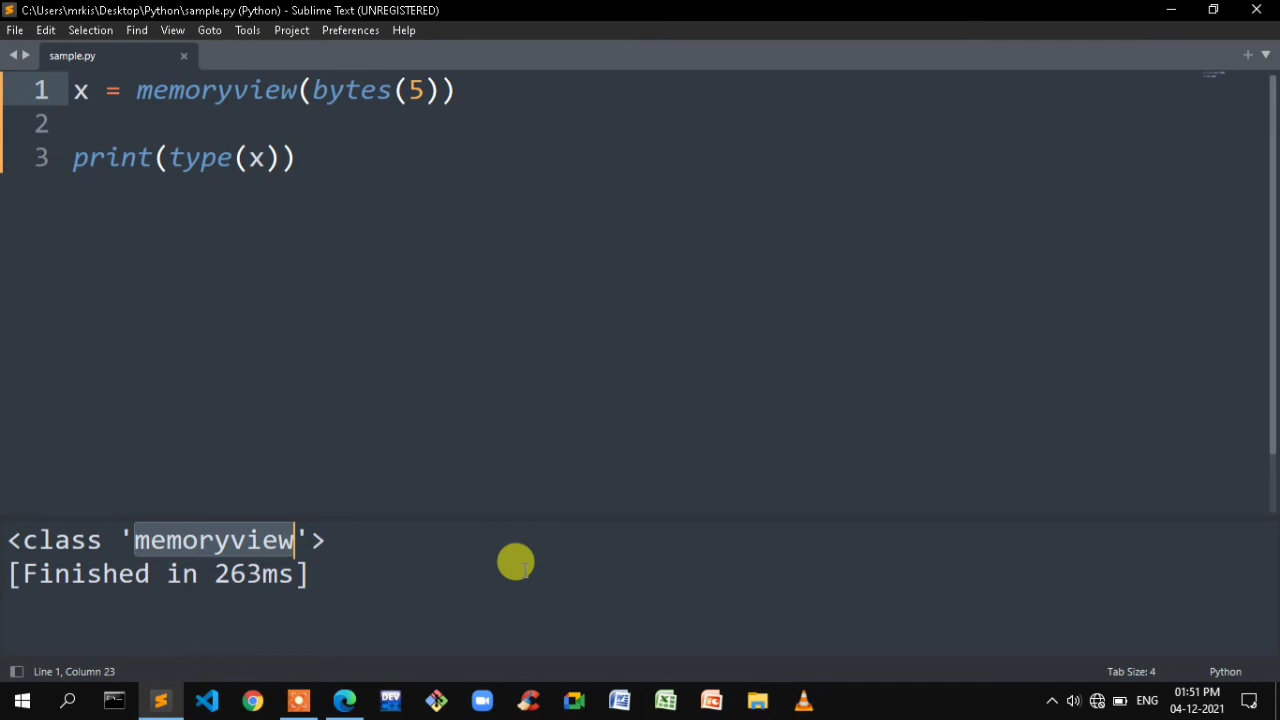 C:\Users\mrkis\Desktop\Python\sample.py (Python) - Sublime Text (UNREGISTERED)
File Edit Selection Find View Goto Tools Project Preferences Help
sample.py
1 x = memoryview(bytes(5))
2
3 print(type(x))
<class 'memoryview'>
[Finished in 263ms]
Line 1, Column 23 Tab Size: 4 Python
DEV
ENG
01:51 PM
04-12-2021